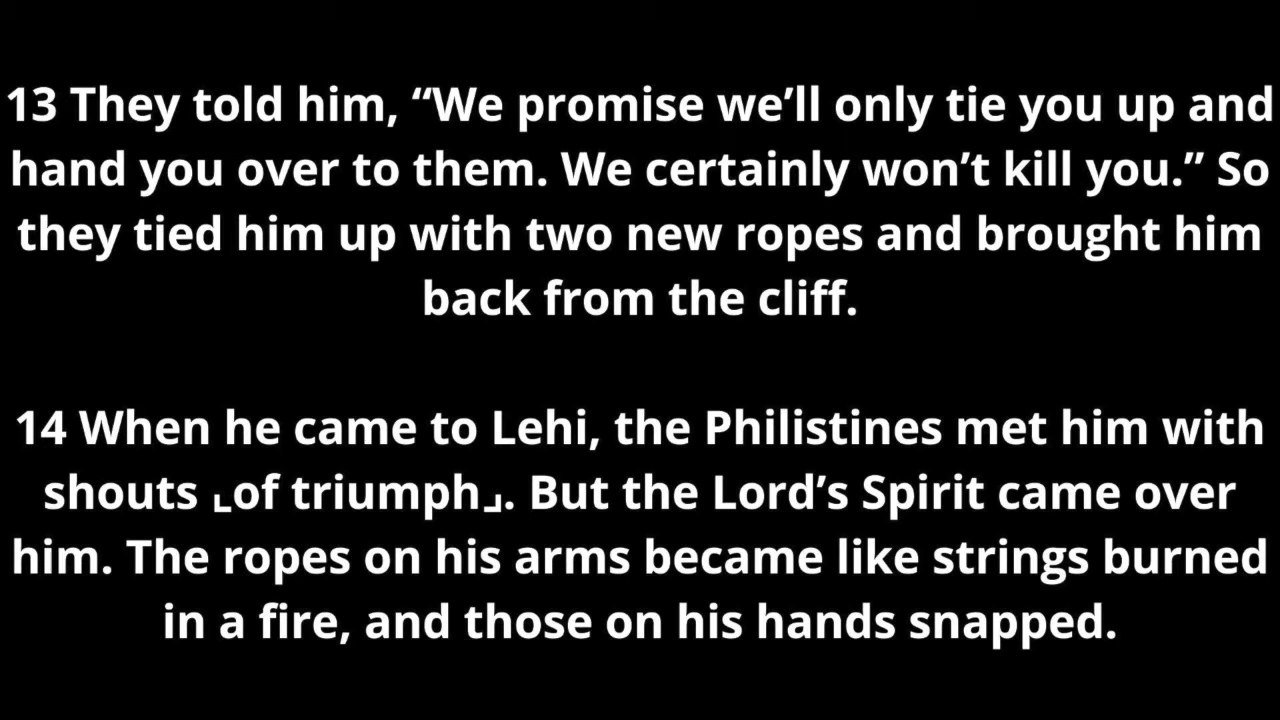 13 They told him, “We promise we’ll only tie you up and
hand you over to them. We certainly won’t kill you.” So
they tied him up with two new ropes and brought him
back from the cliff.
14 When he came to Lehi, the Philistines met him with
shouts ⌞of triumph⌟. But the Lord’s Spirit came over
him. The ropes on his arms became like strings burned
in a fire, and those on his hands snapped.